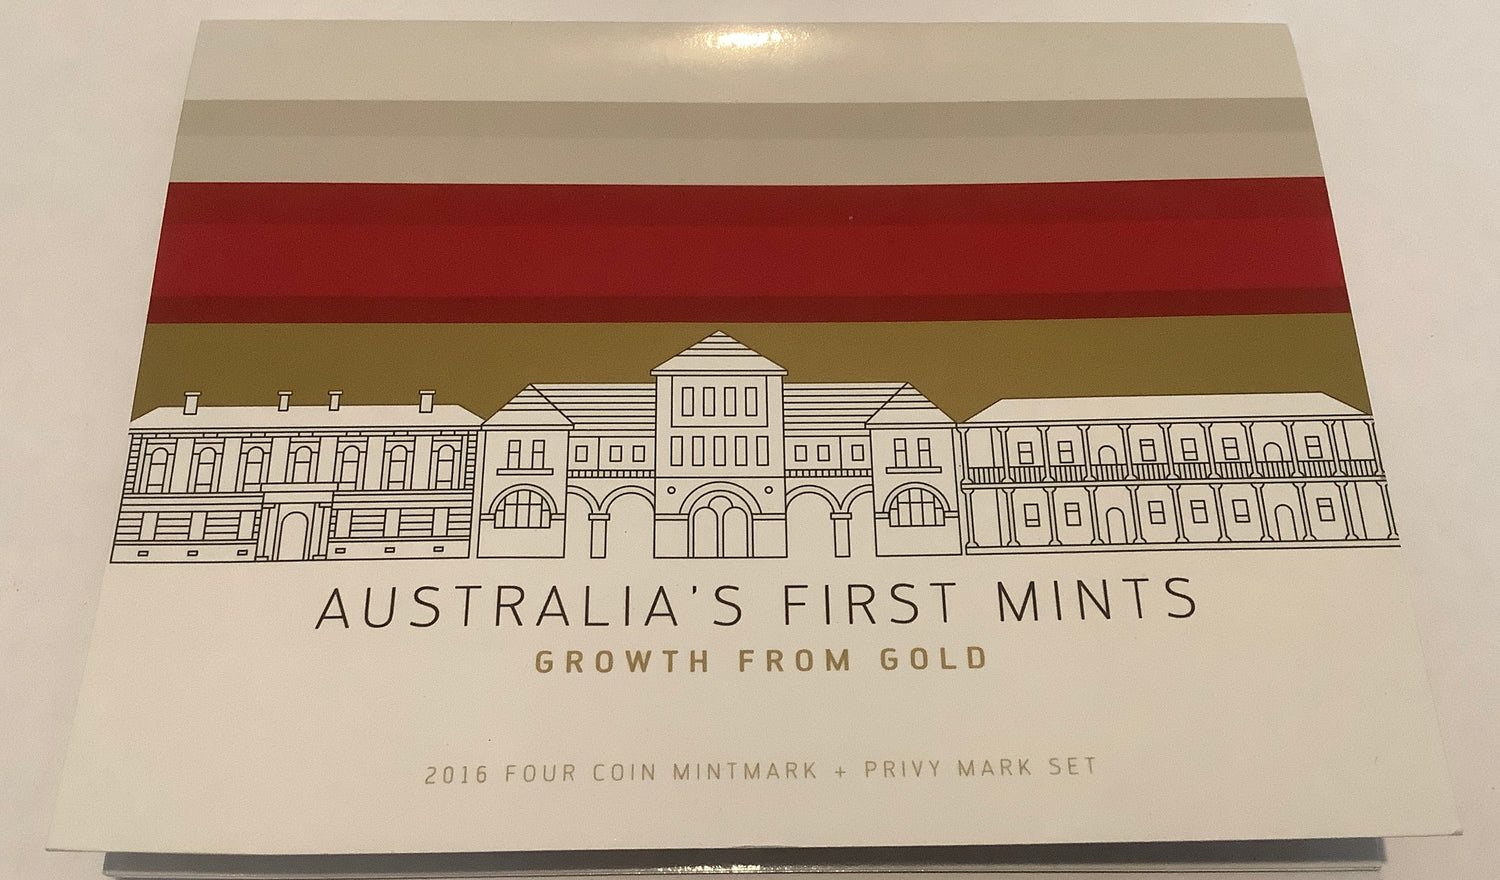 AUSTRALIA'S FIRST MINTS
GROWTH FROM GOLD
2016 FOUR COIN MINTMARK + PRIVY MARK SET